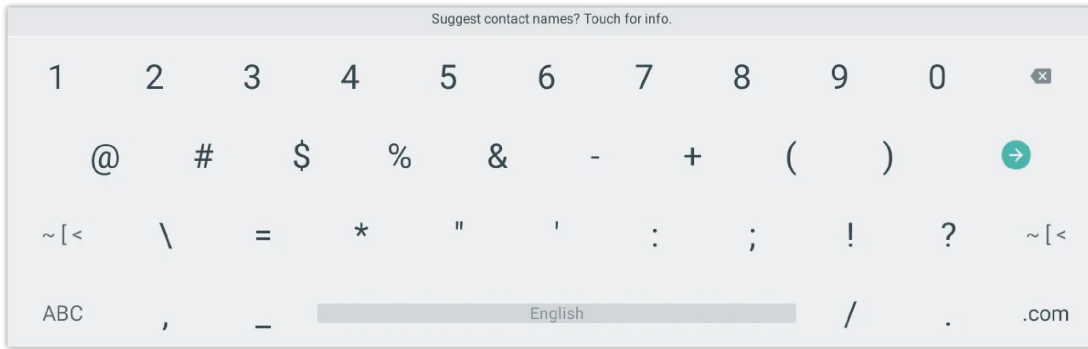 Suggest contact names? Touch for info.
1 2 3 4 5 6 7 8 9 0
@ # $ % & - + ( )
~ [ < \ = * " ' : ; ! ? ~ [ <
ABC , _ English / . .com